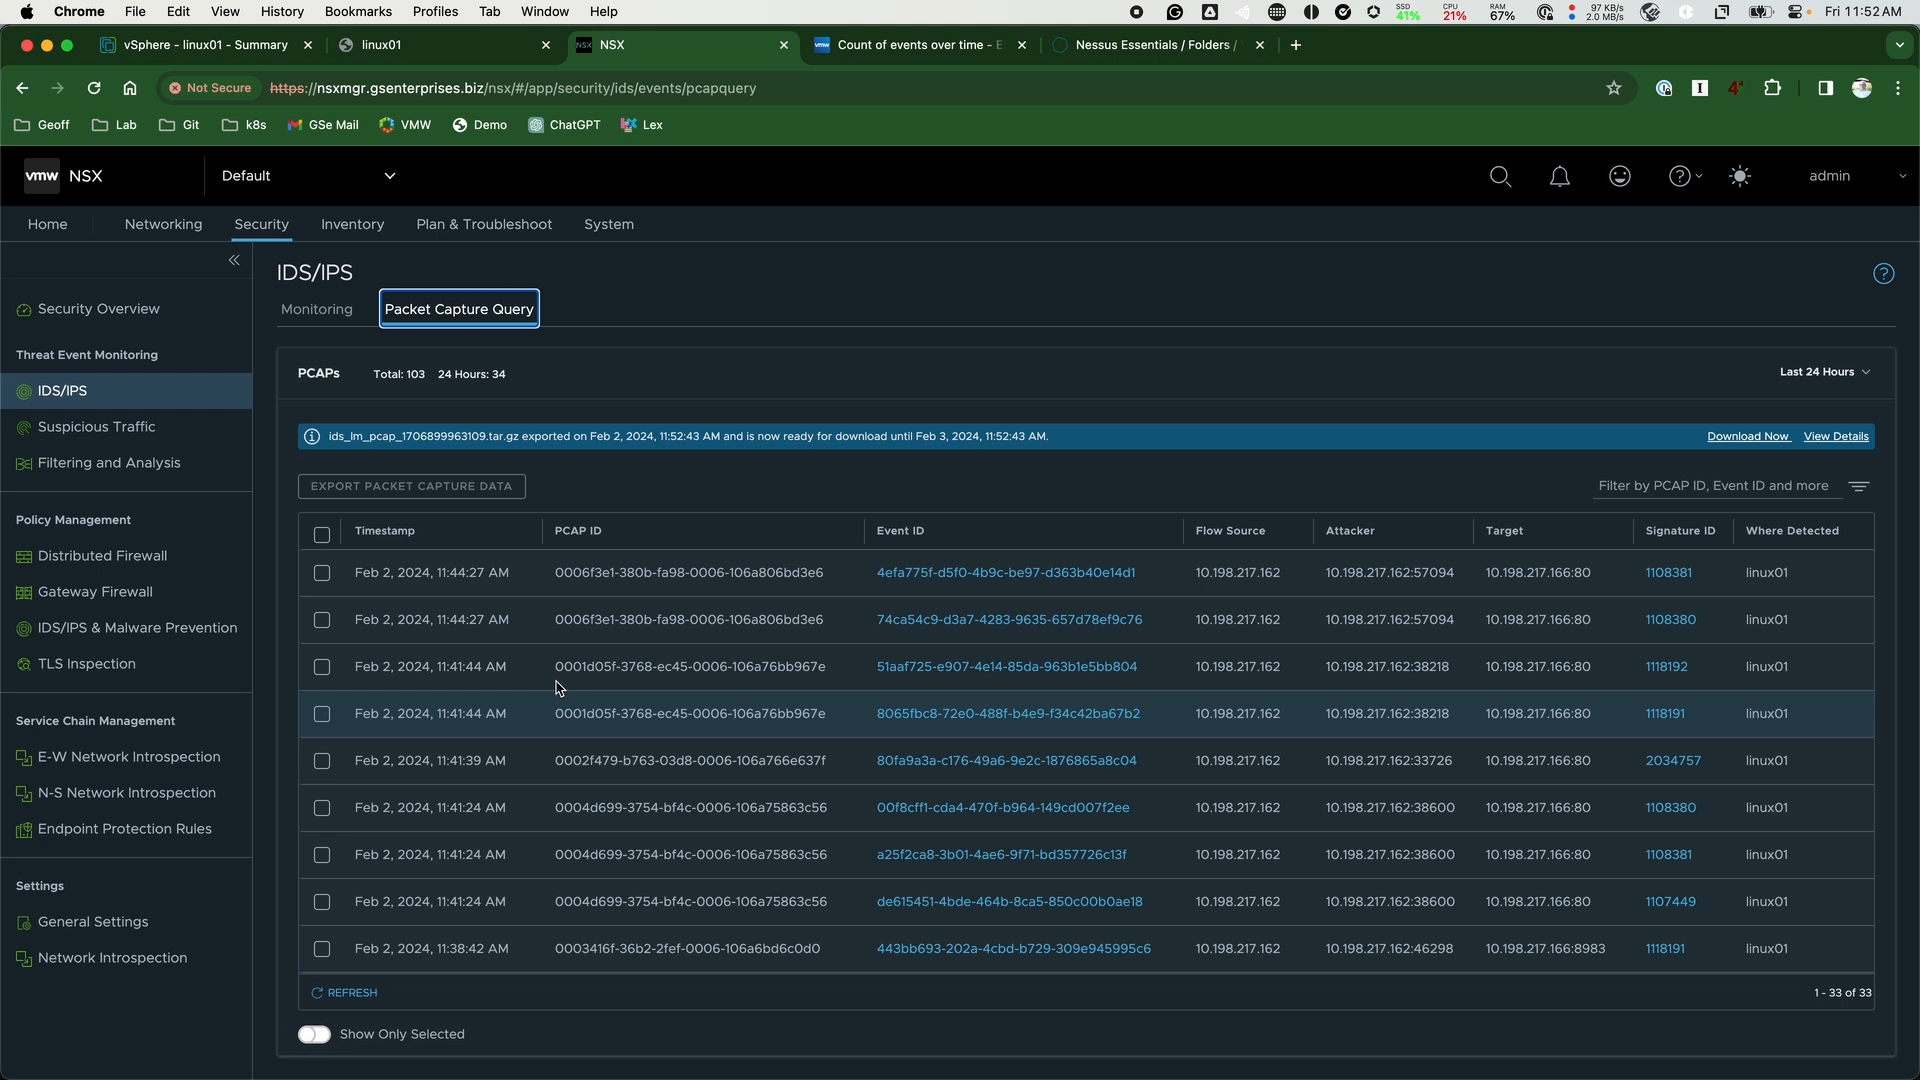 Chrome File Edit View History Bookmarks Profiles Tab Window Help SSD 41% CPU 21% RAM 67% 97 KB/s 2.0 MB/s Fri 11:52 AM
vSphere - linux01 - Summary linux01 NSX Count of events over time - E Nessus Essentials / Folders /
Not Secure https://nsxmgr.gsenterprises.biz/nsx/#/app/security/ids/events/pcapquery
Geoff Lab Git k8s GSe Mail VMW Demo ChatGPT Lex
vmw NSX Default admin
Home Networking Security Inventory Plan & Troubleshoot System
IDS/IPS
Monitoring Packet Capture Query
Security Overview
Threat Event Monitoring
IDS/IPS
Suspicious Traffic
Filtering and Analysis
Policy Management
Distributed Firewall
Gateway Firewall
IDS/IPS & Malware Prevention
TLS Inspection
Service Chain Management
E-W Network Introspection
N-S Network Introspection
Endpoint Protection Rules
Settings
General Settings
Network Introspection
PCAPs Total: 103 24 Hours: 34 Last 24 Hours
ids_lm_pcap_1706899963109.tar.gz exported on Feb 2, 2024, 11:52:43 AM and is now ready for download until Feb 3, 2024, 11:52:43 AM. Download Now View Details
EXPORT PACKET CAPTURE DATA Filter by PCAP ID, Event ID and more
Timestamp PCAP ID Event ID Flow Source Attacker Target Signature ID Where Detected
Feb 2, 2024, 11:44:27 AM 0006f3e1-380b-fa98-0006-106a806bd3e6 4efa775f-d5f0-4b9c-be97-d363b40e14d1 10.198.217.162 10.198.217.162:57094 10.198.217.166:80 1108381 linux01
Feb 2, 2024, 11:44:27 AM 0006f3e1-380b-fa98-0006-106a806bd3e6 74ca54c9-d3a7-4283-9635-657d78ef9c76 10.198.217.162 10.198.217.162:57094 10.198.217.166:80 1108380 linux01
Feb 2, 2024, 11:41:44 AM 0001d05f-3768-ec45-0006-106a76bb967e 51aaf725-e907-4e14-85da-963b1e5bb804 10.198.217.162 10.198.217.162:38218 10.198.217.166:80 1118192 linux01
Feb 2, 2024, 11:41:44 AM 0001d05f-3768-ec45-0006-106a76bb967e 8065fbc8-72e0-488f-b4e9-f34c42ba67b2 10.198.217.162 10.198.217.162:38218 10.198.217.166:80 1118191 linux01
Feb 2, 2024, 11:41:39 AM 0002f479-b763-03d8-0006-106a766e637f 80fa9a3a-c176-49a6-9e2c-1876865a8c04 10.198.217.162 10.198.217.162:33726 10.198.217.166:80 2034757 linux01
Feb 2, 2024, 11:41:24 AM 0004d699-3754-bf4c-0006-106a75863c56 00f8cff1-cda4-470f-b964-149cd007f2ee 10.198.217.162 10.198.217.162:38600 10.198.217.166:80 1108380 linux01
Feb 2, 2024, 11:41:24 AM 0004d699-3754-bf4c-0006-106a75863c56 a25f2ca8-3b01-4ae6-9f71-bd357726c13f 10.198.217.162 10.198.217.162:38600 10.198.217.166:80 1108381 linux01
Feb 2, 2024, 11:41:24 AM 0004d699-3754-bf4c-0006-106a75863c56 de615451-4bde-464b-8ca5-850c00b0ae18 10.198.217.162 10.198.217.162:38600 10.198.217.166:80 1107449 linux01
Feb 2, 2024, 11:38:42 AM 0003416f-36b2-2fef-0006-106a6bd6c0d0 443bb693-202a-4cbd-b729-309e945995c6 10.198.217.162 10.198.217.162:46298 10.198.217.166:8983 1118191 linux01
REFRESH 1 - 33 of 33
Show Only Selected